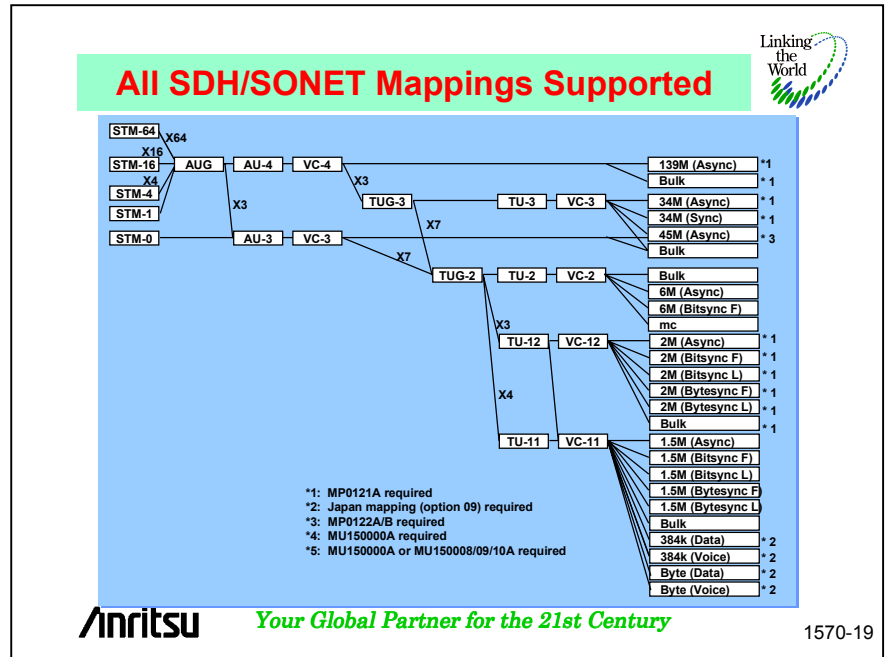 Linking
the
World
All SDH/SONET Mappings Supported
STM-64
X64
X16
STM-16
AUG
AU-4
VC-4
139M (Async)
*1
X4
X3
Bulk
* 1
STM-4
X3
TUG-3
TU-3
VC-3
34M (Async)
* 1
STM-1
34M (Sync)
* 1
X7
STM-0
AU-3
VC-3
45M (Async)
* 3
Bulk
X7
TUG-2
TU-2
VC-2
Bulk
6M (Async)
6M (Bitsync F)
X3
mc
TU-12
VC-12
2M (Async)
* 1
2M (Bitsync F)
* 1
2M (Bitsync L)
* 1
X4
2M (Bytesync F)
* 1
2M (Bytesync L)
* 1
Bulk
* 1
TU-11
VC-11
1.5M (Async)
1.5M (Bitsync F)
1.5M (Bitsync L)
1.5M (Bytesync F)
1.5M (Bytesync L)
Bulk
384k (Data)
* 2
384k (Voice)
* 2
Byte (Data)
* 2
Byte (Voice)
* 2
*1: MP0121A required
*2: Japan mapping (option 09) required
*3: MP0122A/B required
*4: MU150000A required
*5: MU150000A or MU150008/09/10A required
Anritsu
Your Global Partner for the 21st Century
1570-19